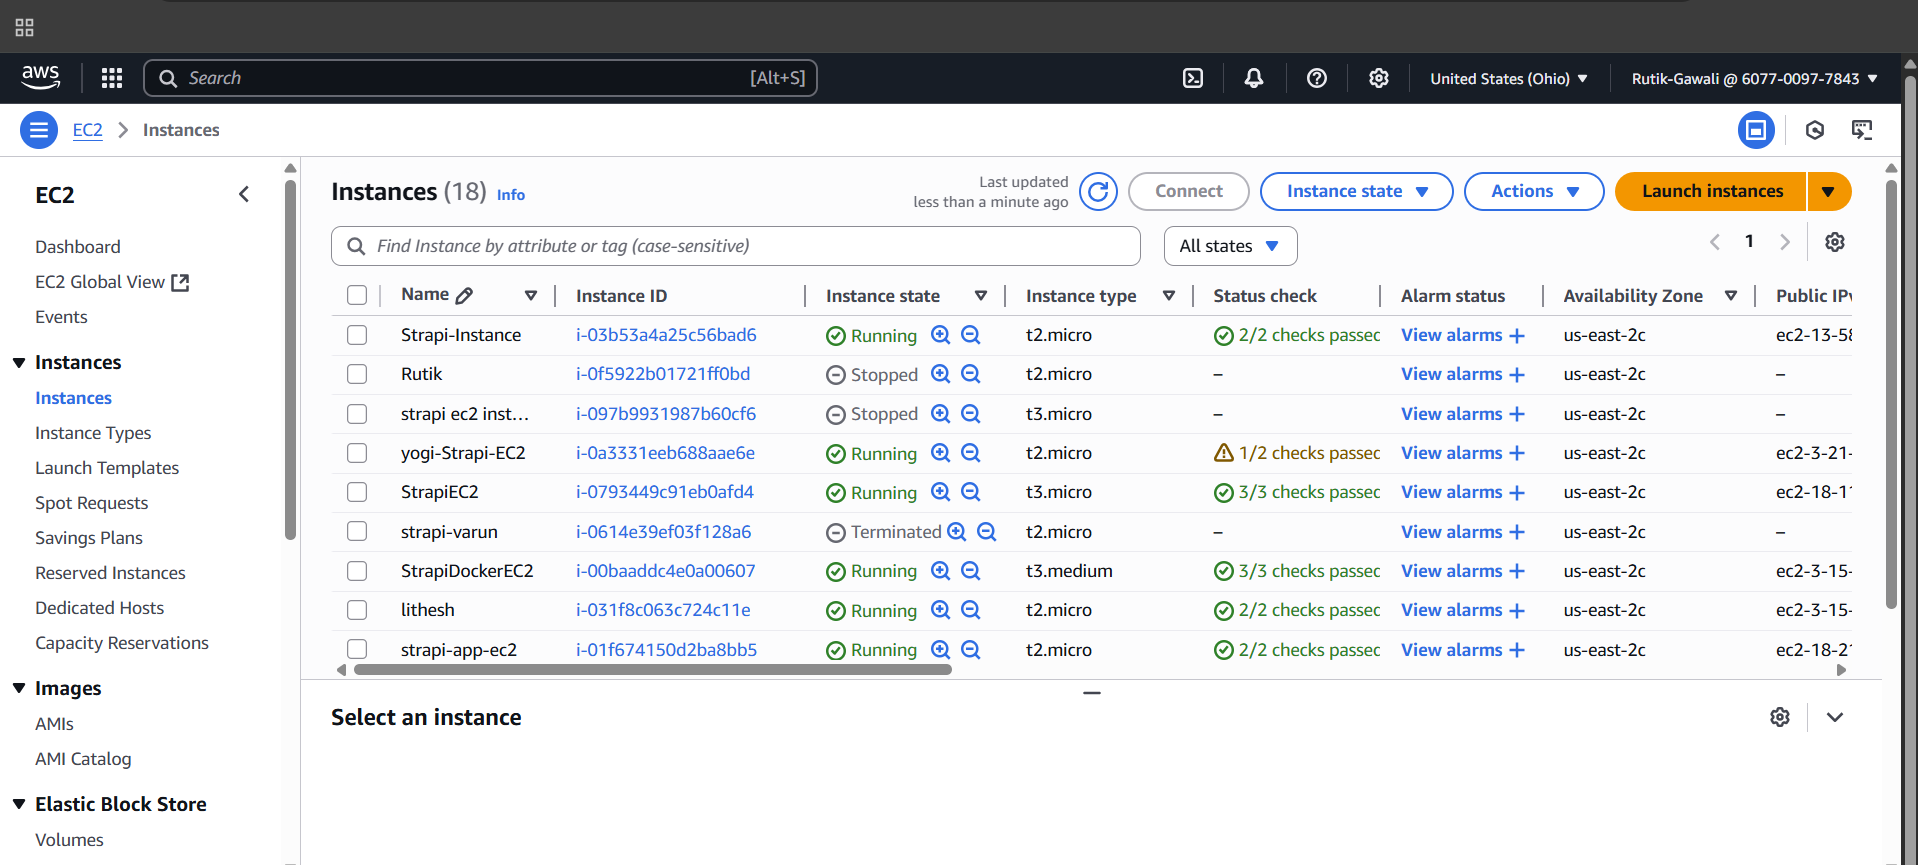 aws
Search [Alt+S]
United States (Ohio)
Rutik-Gawali @ 6077-0097-7843
EC2 Instances
EC2
Dashboard
EC2 Global View
Events
Instances
Instances
Instance Types
Launch Templates
Spot Requests
Savings Plans
Reserved Instances
Dedicated Hosts
Capacity Reservations
Images
AMIs
AMI Catalog
Elastic Block Store
Volumes
Instances (18) Info
Last updated
less than a minute ago
Connect
Instance state
Actions
Launch instances
Find Instance by attribute or tag (case-sensitive)
All states
1
Name Instance ID Instance state Instance type Status check Alarm status Availability Zone Public IPv
Strapi-Instance i-03b53a4a25c56bad6 Running t2.micro 2/2 checks passed View alarms + us-east-2c ec2-13-58
Rutik i-0f5922b01721ff0bd Stopped t2.micro – View alarms + us-east-2c –
strapi ec2 inst... i-097b9931987b60cf6 Stopped t3.micro – View alarms + us-east-2c –
yogi-Strapi-EC2 i-0a3331eeb688aae6e Running t2.micro 1/2 checks passed View alarms + us-east-2c ec2-3-21-
StrapiEC2 i-0793449c91eb0afd4 Running t3.micro 3/3 checks passed View alarms + us-east-2c ec2-18-11
strapi-varun i-0614e39ef03f128a6 Terminated t2.micro – View alarms + us-east-2c –
StrapiDockerEC2 i-00baaddc4e0a00607 Running t3.medium 3/3 checks passed View alarms + us-east-2c ec2-3-15-
lithesh i-031f8c063c724c11e Running t2.micro 2/2 checks passed View alarms + us-east-2c ec2-3-15-
strapi-app-ec2 i-01f674150d2ba8bb5 Running t2.micro 2/2 checks passed View alarms + us-east-2c ec2-18-21
Select an instance